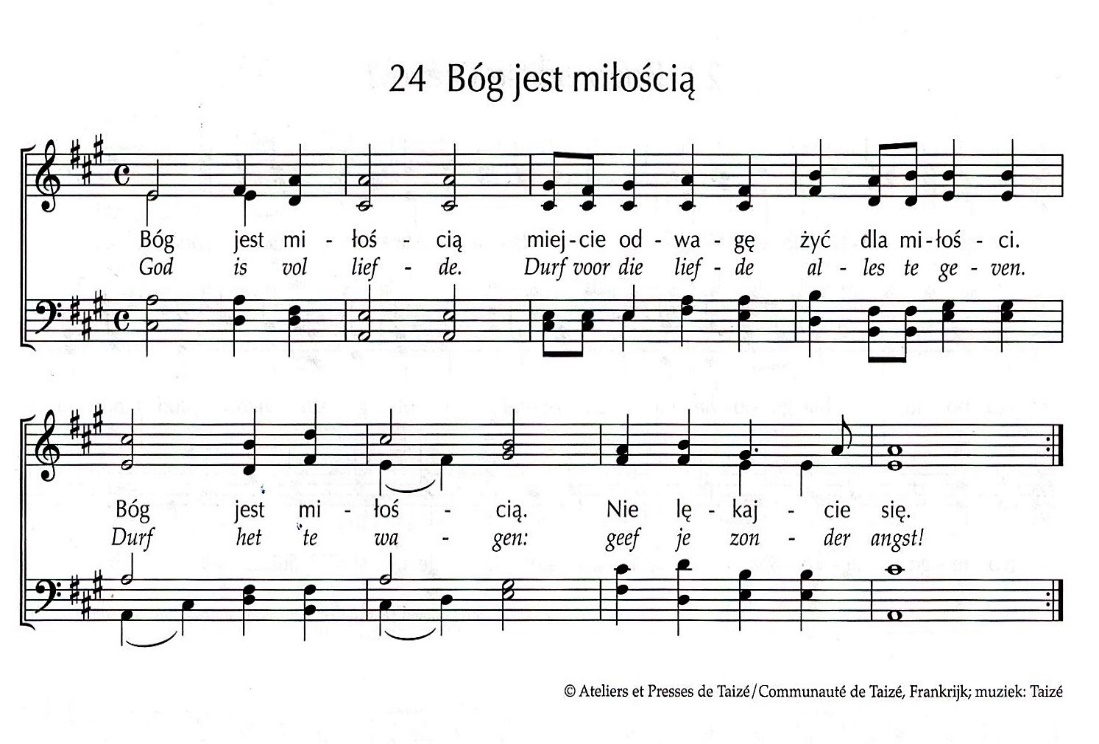 24 Bóg jest miłością
Bóg jest mi - łoś - cią miej - cie od - wa - gę żyć dla mi - łoś - ci.
God is vol lief - de. Durf voor die lief - de al - les te ge - ven.
Bóg jest mi - łoś - cią. Nie lę - kaj - cie się.
Durf het te wa - gen: geef je zon - der angst!
© Ateliers et Presses de Taizé/Communauté de Taizé, Frankrijk; muziek: Taizé